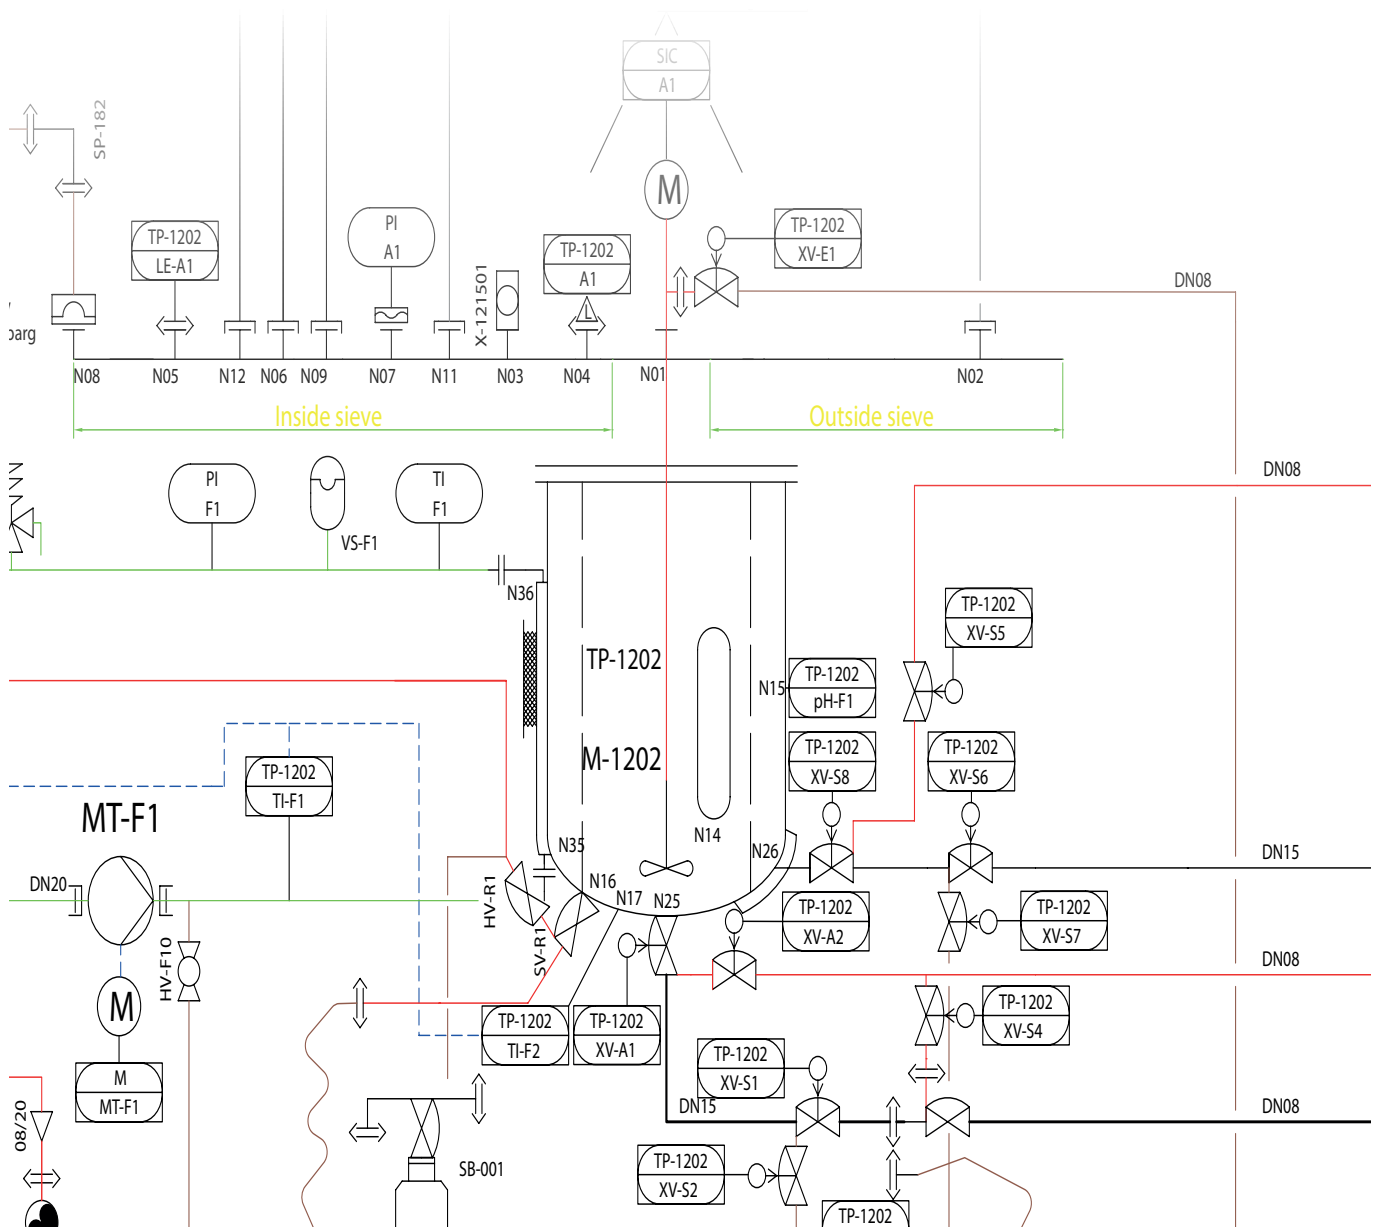 SIC
A1
SP-182
M
TP-1202
LE-A1
PI
A1
TP-1202
A1
L
TP-1202
XV-E1
X-121501
DN08
barg
N08
N05
N12
N06
N09
N07
N11
N03
N04
N01
N02
Inside sieve
Outside sieve
PI
F1
VS-F1
TI
F1
DN08
N36
TP-1202
XV-S5
TP-1202
N15
TP-1202
pH-F1
M-1202
TP-1202
XV-S8
TP-1202
XV-S6
TP-1202
TI-F1
MT-F1
N14
N35
N26
DN15
DN20
HV-R1
N16
N17
N25
TP-1202
XV-A2
TP-1202
XV-S7
SV-R1
HV-F10
DN08
M
TP-1202
TI-F2
TP-1202
XV-A1
TP-1202
XV-S4
TP-1202
XV-S1
M
MT-F1
DN15
DN08
08/20
SB-001
TP-1202
XV-S2
TP-1202